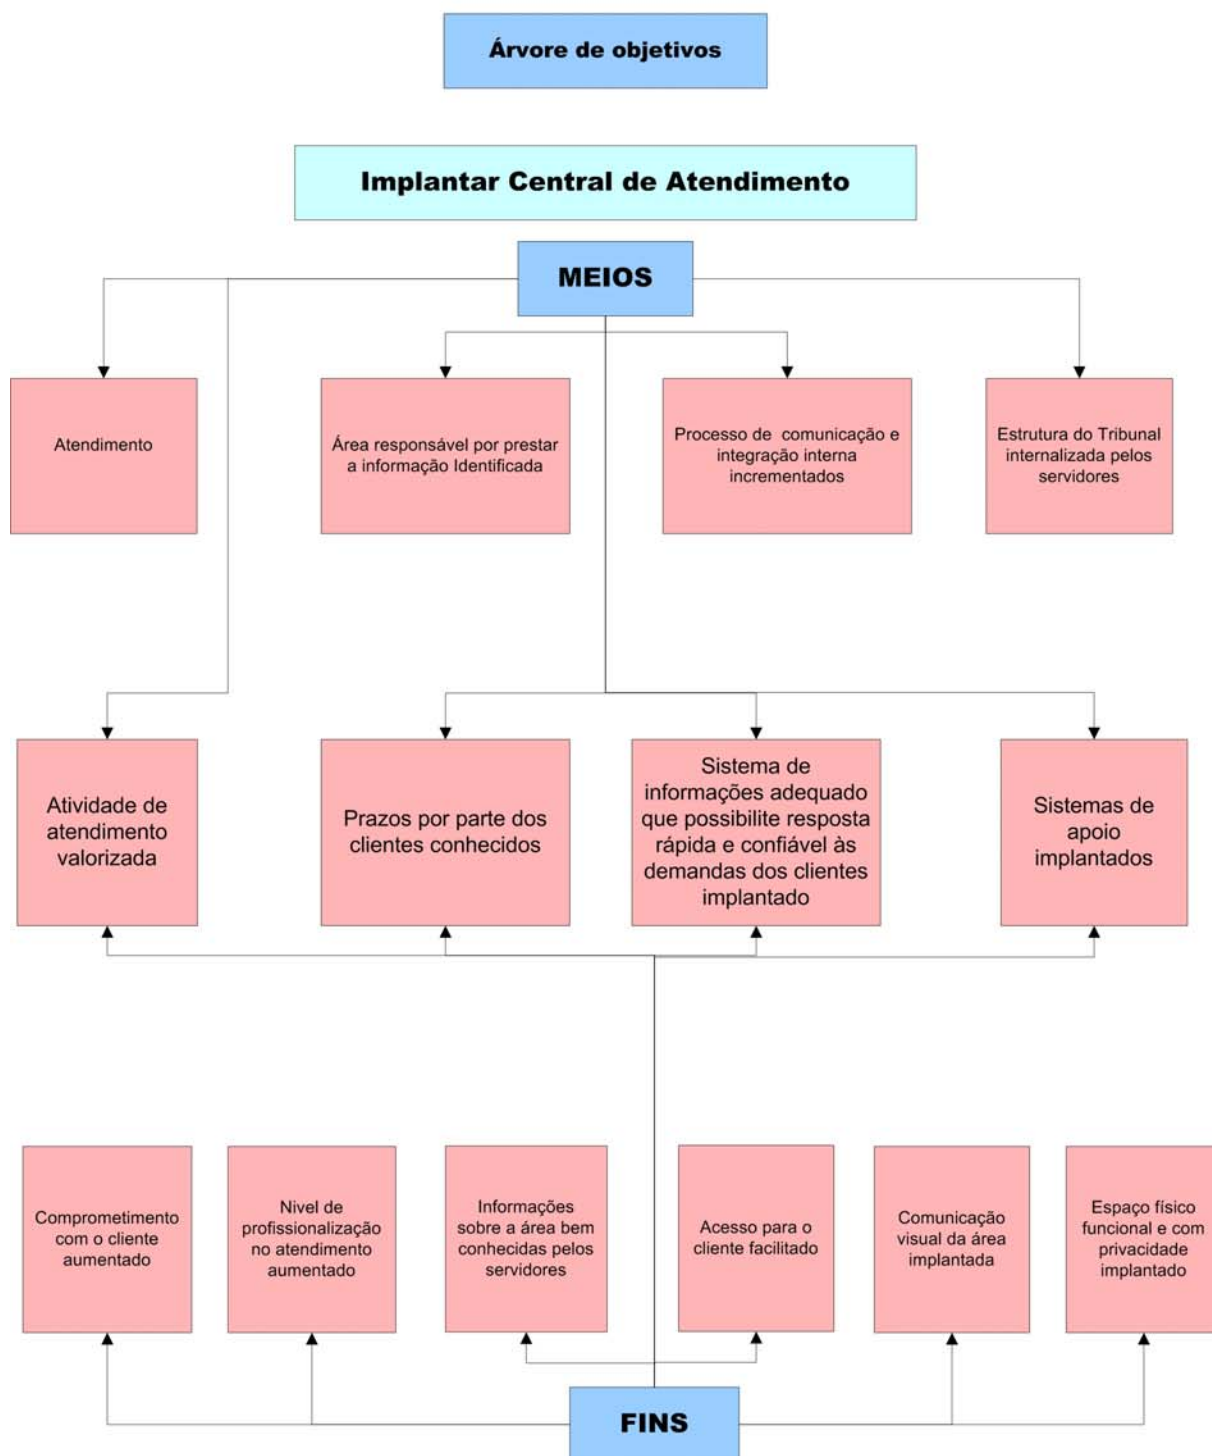 Árvore de objetivos
Implantar Central de Atendimento
MEIOS
Atendimento
Área responsável por prestar
a informação Identificada
Processo de comunicação e
integração interna
incrementados
Estrutura do Tribunal
internalizada pelos
servidores
Atividade de
atendimento
valorizada
Prazos por parte dos
clientes conhecidos
Sistema de
informações adequado
que possibilite resposta
rápida e confiável às
demandas dos clientes
implantado
Sistemas de
apoio
implantados
Comprometimento
com o cliente
aumentado
Nivel de
profissionalização
no atendimento
aumentado
Informações
sobre a área bem
conhecidas pelos
servidores
Acesso para o
cliente facilitado
Comunicação
visual da área
implantada
Espaço físico
funcional e com
privacidade
implantado
FINS